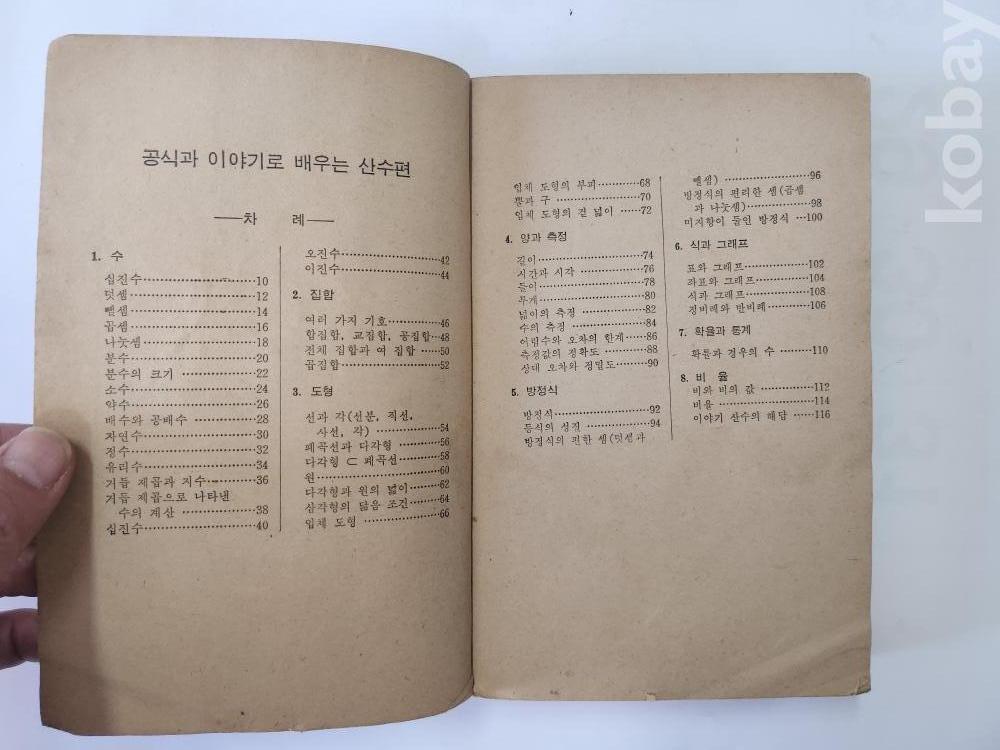 공식과 이야기로 배우는 산수편
——차 례——
1. 수
십진수……………………10
덧셈……………………12
뺄셈……………………14
곱셈……………………16
나눗셈……………………18
분수……………………20
분수의 크기 ……………22
소수……………………24
약수……………………26
배수와 공배수 …………28
자연수……………………30
정수……………………32
유리수……………………34
거듭 제곱과 지수………36
거듭 제곱으로 나타낸
수의 계산 ……………38
십진수……………………40
오진수……………………42
이진수……………………44
2. 집합
여러 가지 기호…………46
합집합, 교집합, 공집합…48
전체 집합과 여 집합 ……50
곱집합……………………52
3. 도형
선과 각(선분, 직선,
사선, 각) ………………54
폐곡선과 다각형 ………56
다각형 ⊂ 폐곡선………58
원……………………60
다각형과 원의 넓이……62
삼각형의 닮음 조건……64
입체 도형 ………………66
입체 도형의 부피…………68
뿔과 구 …………………70
입체 도형의 겉 넓이 ……72
4. 양과 측정
길이……………………74
시간과 시각 ……………76
들이……………………78
무게……………………80
넓이의 측정 ……………82
수의 측정 ………………84
어림수와 오차의 한계……86
측정값의 정확도 …………88
상대 오차와 정밀도………90
5. 방정식
방정식……………………92
등식의 성질 ……………94
방정식의 편한 셈(덧셈과
뺄셈) …………………96
방정식의 편리한 셈(곱셈
과 나눗셈)………………98
미지항이 둘인 방정식 …100
6. 식과 그래프
표와 그래프………………102
좌표와 그래프……………104
식과 그래프………………108
정비례와 반비례…………106
7. 확률과 통계
확률과 경우의 수 ………110
8. 비 율
비와 비의 값 ……………112
비율 ……………………114
이야기 산수의 해답 ……116
kobay